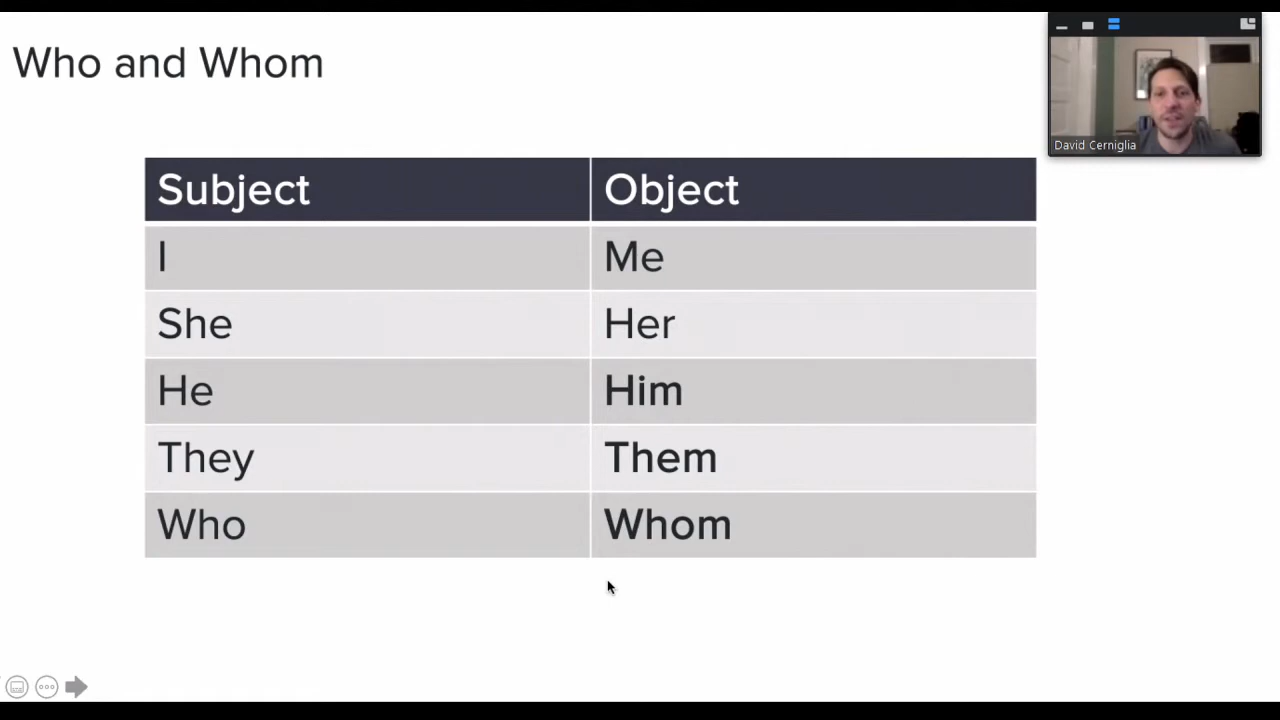 Who and Whom
David Cerniglia
Subject Object
I Me
She Her
He Him
They Them
Who Whom